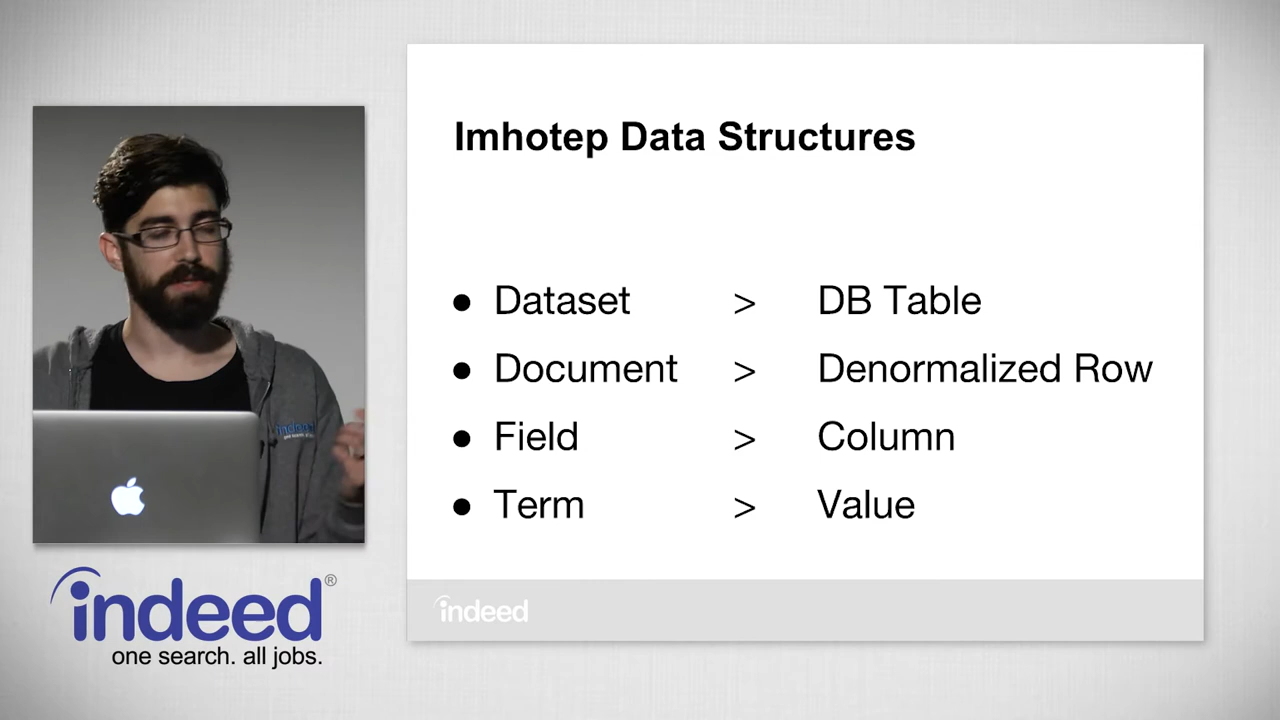 Imhotep Data Structures
● Dataset > DB Table
● Document > Denormalized Row
● Field > Column
● Term > Value
indeed
indeed
indeed®
one search. all jobs.